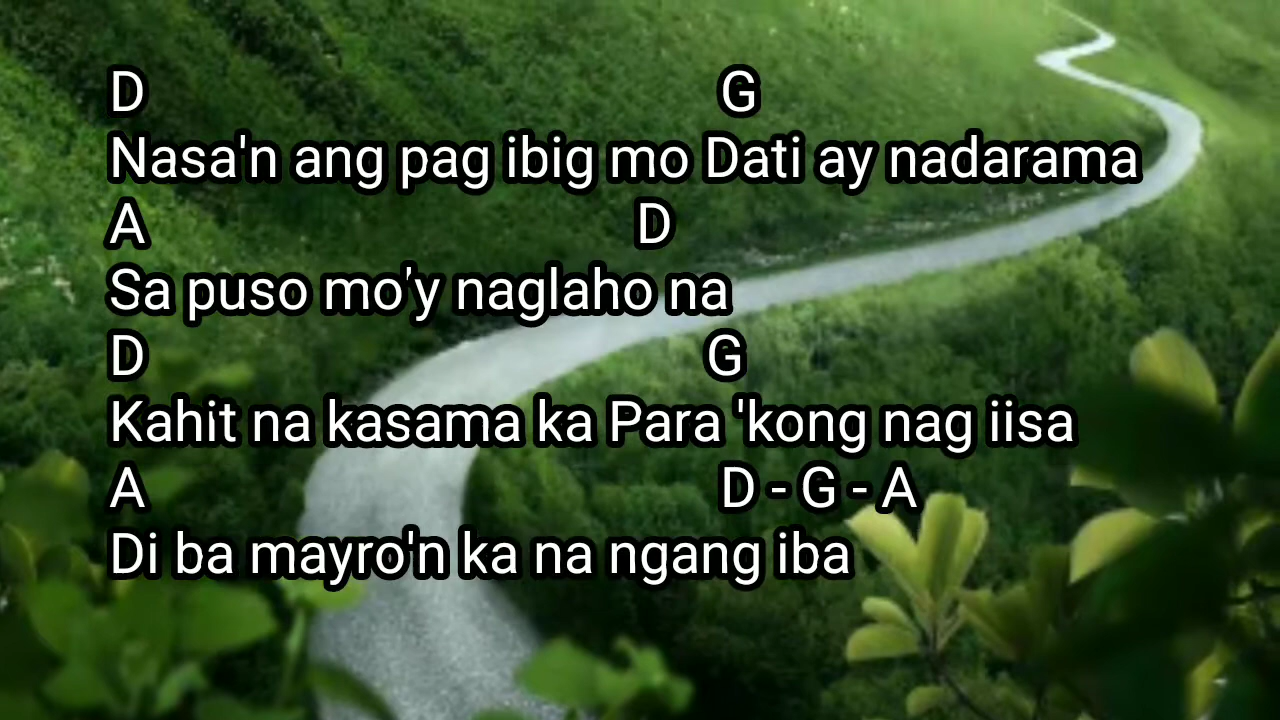 D G
Nasa'n ang pag ibig mo Dati ay nadarama
A D
Sa puso mo'y naglaho na
D G
Kahit na kasama ka Para 'kong nag iisa
A D - G - A
Di ba mayro'n ka na ngang iba